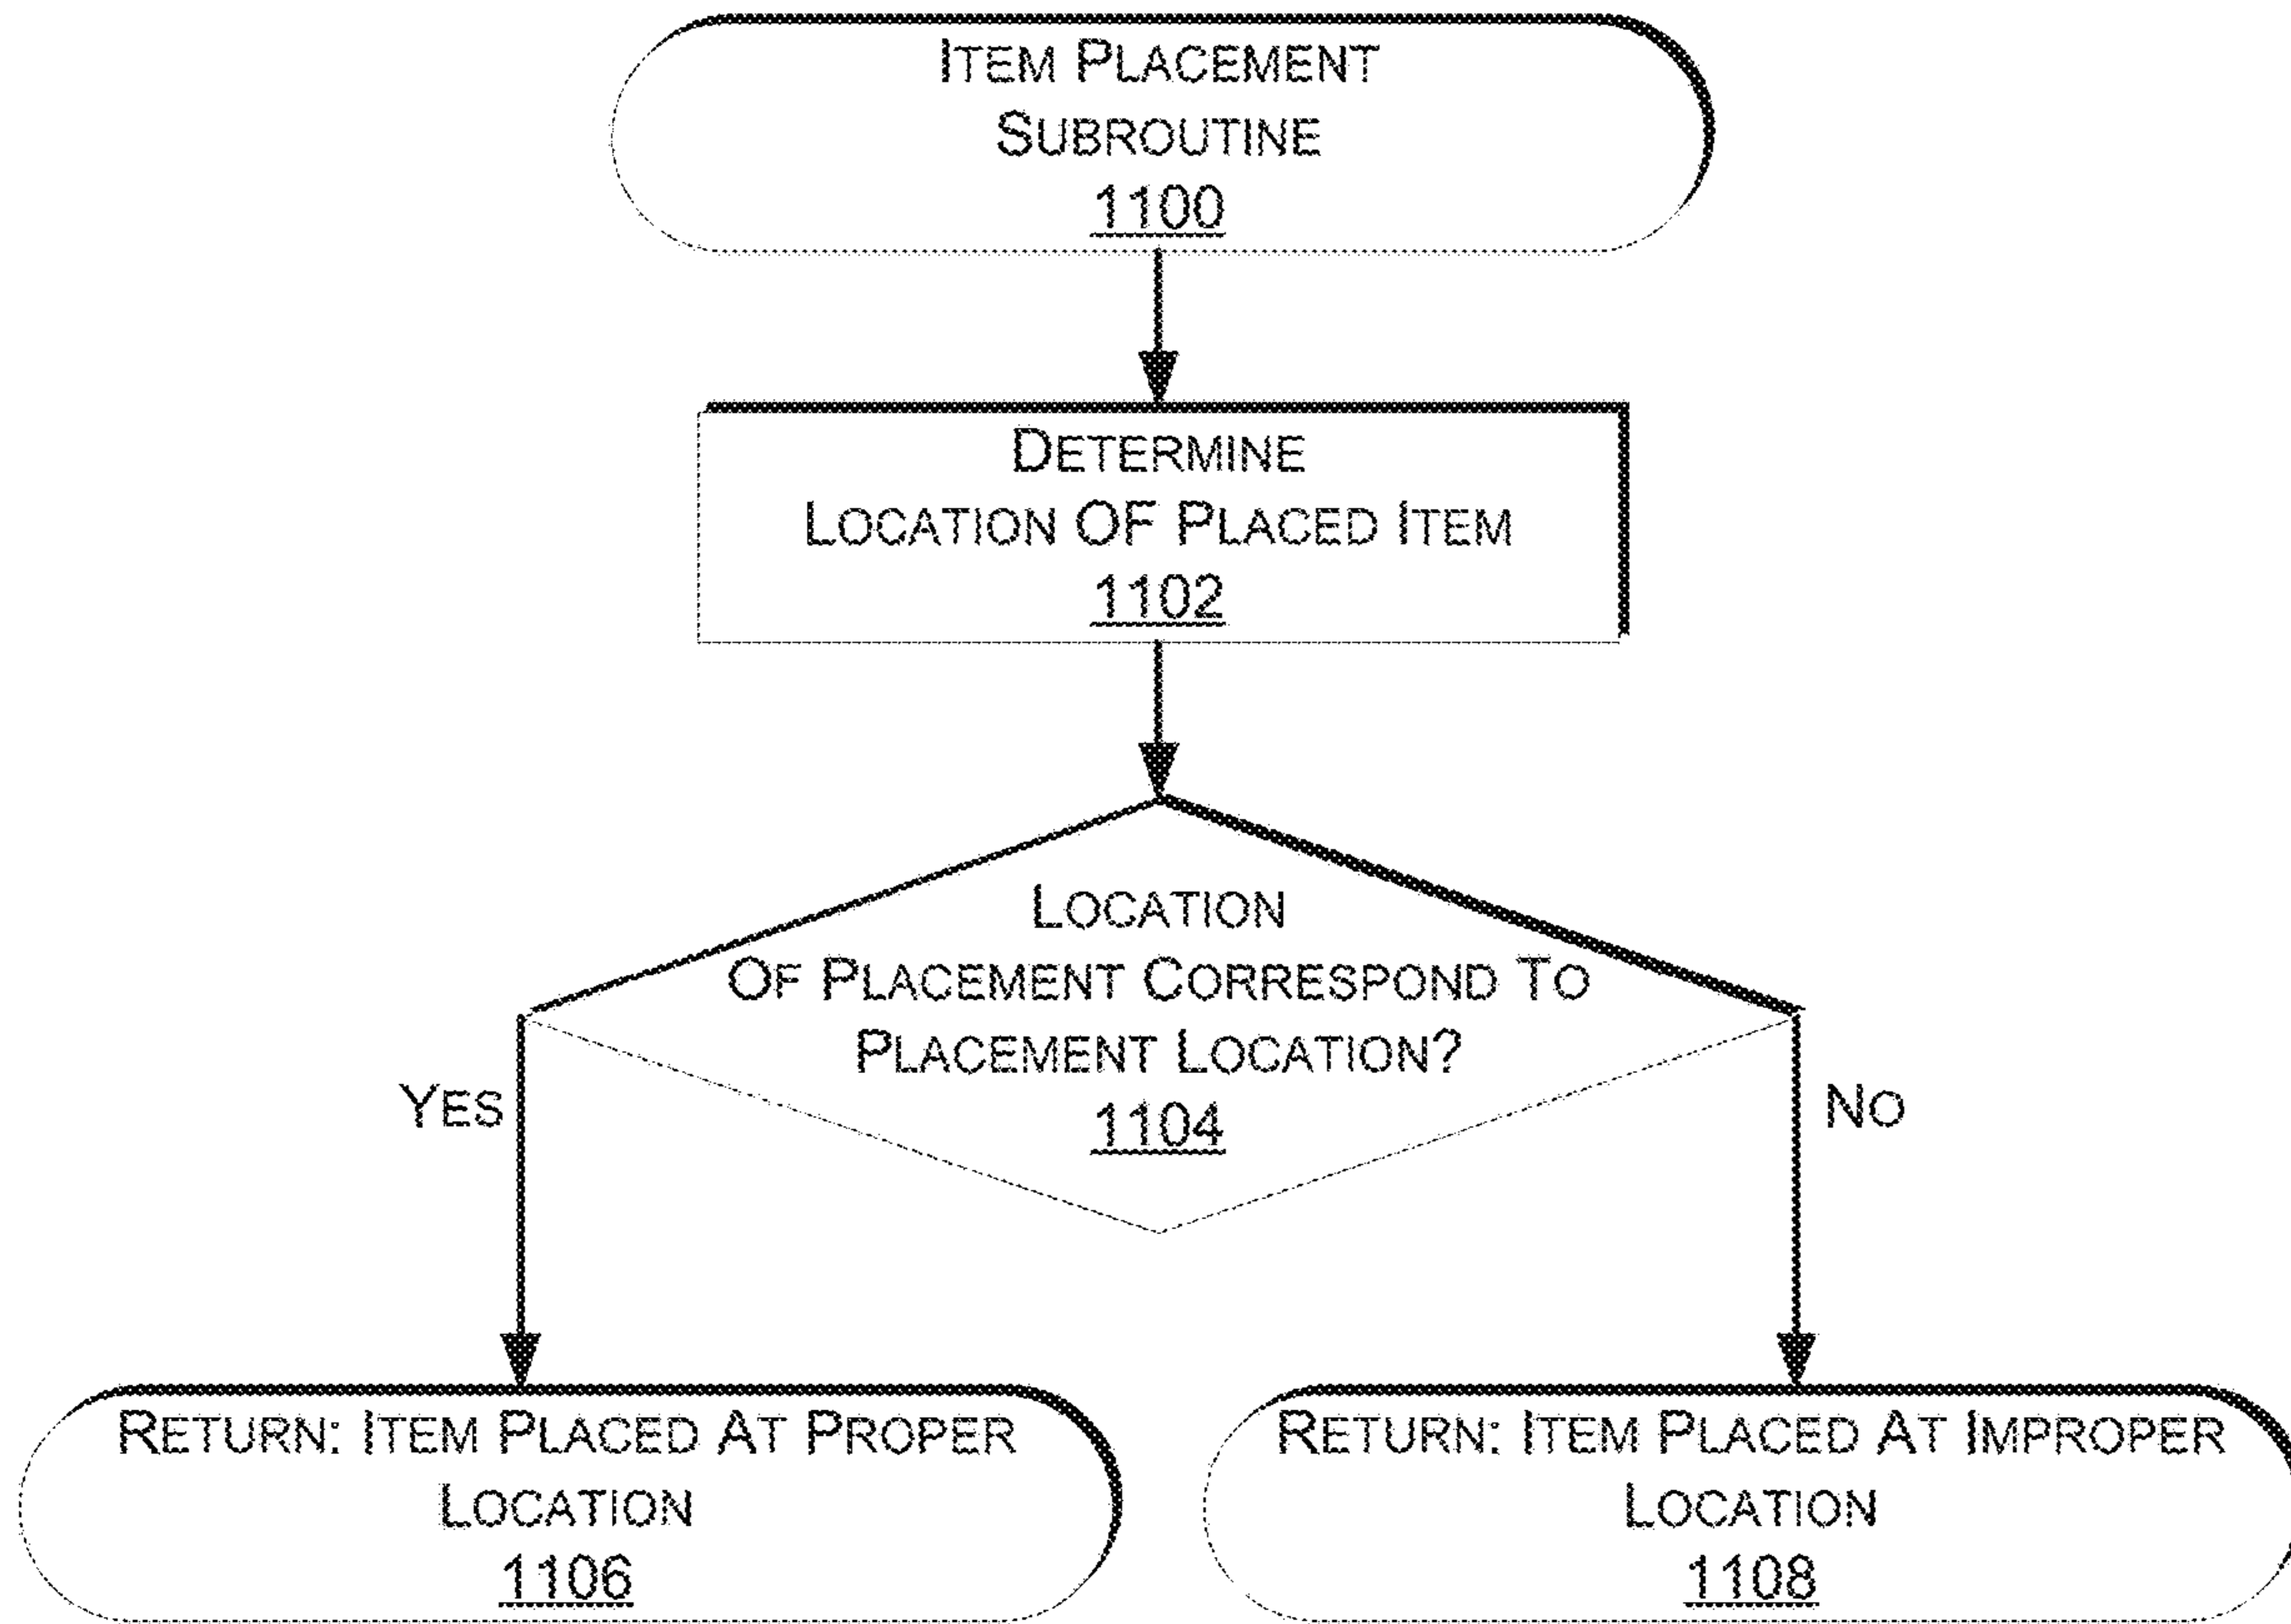 ITEM PLACEMENT
SUBROUTINE
1100
DETERMINE
LOCATION OF PLACED ITEM
1102
LOCATION
OF PLACEMENT CORRESPOND TO
PLACEMENT LOCATION?
1104
YES
NO
RETURN: ITEM PLACED AT PROPER
LOCATION
1106
RETURN: ITEM PLACED AT IMPROPER
LOCATION
1108